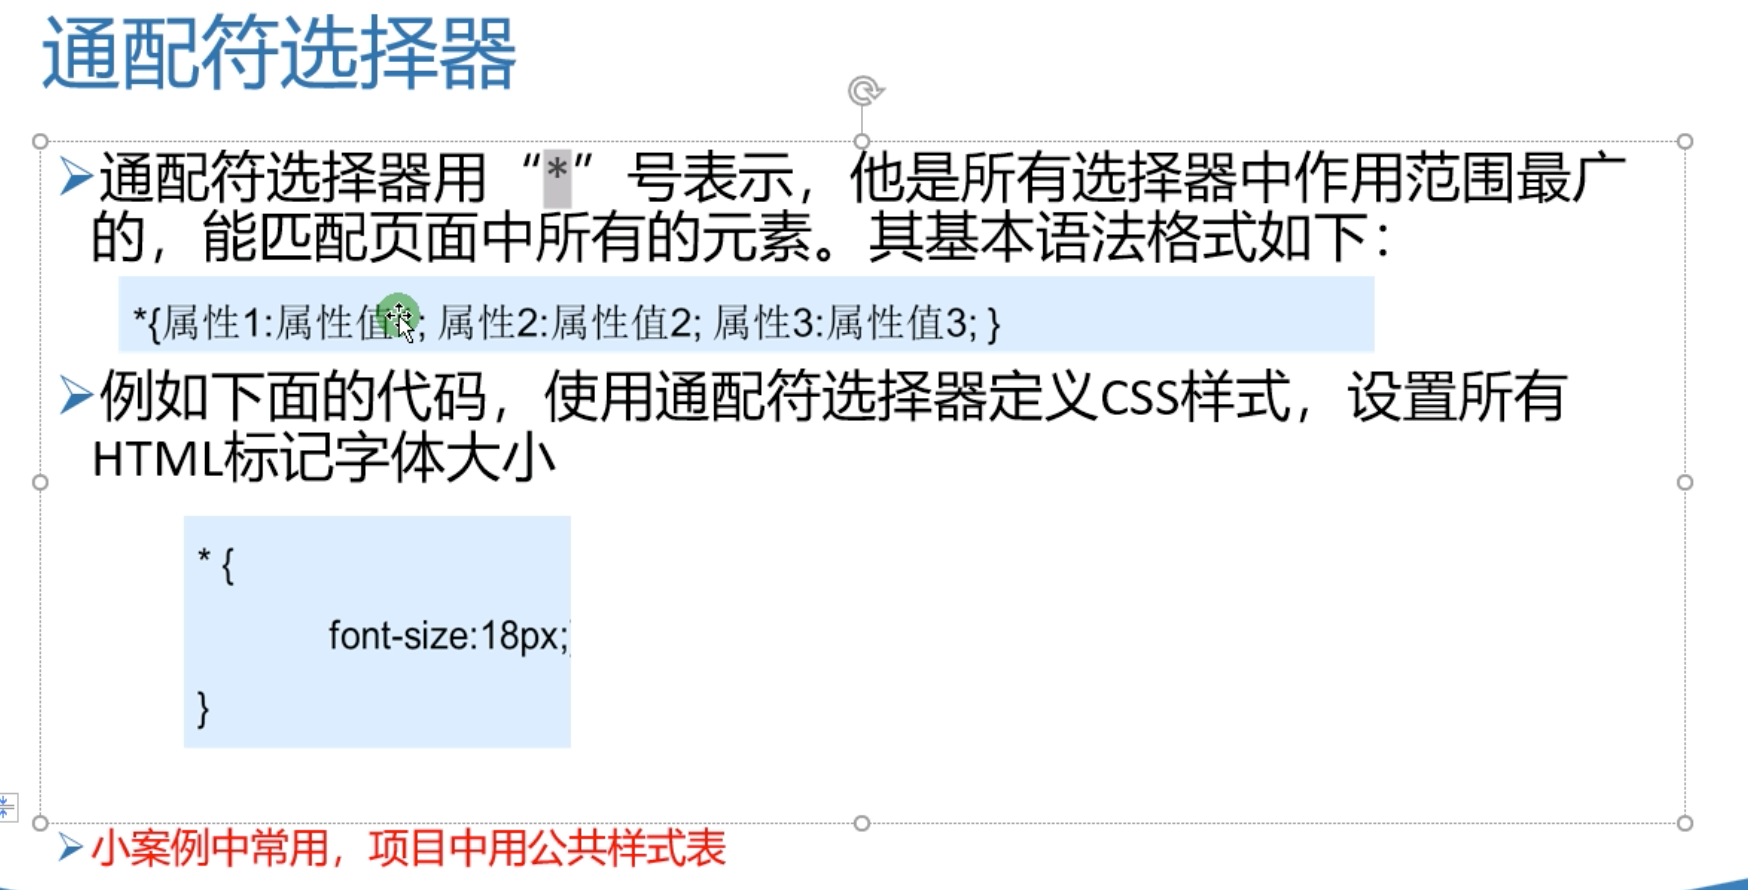 通配符选择器
通配符选择器用“*”号表示，他是所有选择器中作用范围最广
的，能匹配页面中所有的元素。其基本语法格式如下：
*{属性1:属性值; 属性2:属性值2; 属性3:属性值3; }
例如下面的代码，使用通配符选择器定义CSS样式，设置所有
HTML标记字体大小
* {
font-size:18px;
}
小案例中常用，项目中用公共样式表